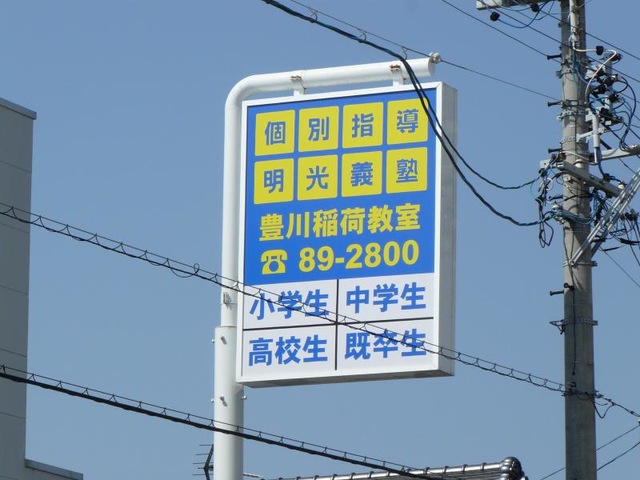 個別指導
明光義塾
豊川稲荷教室
☎ 89-2800
小学生 中学生
高校生 既卒生